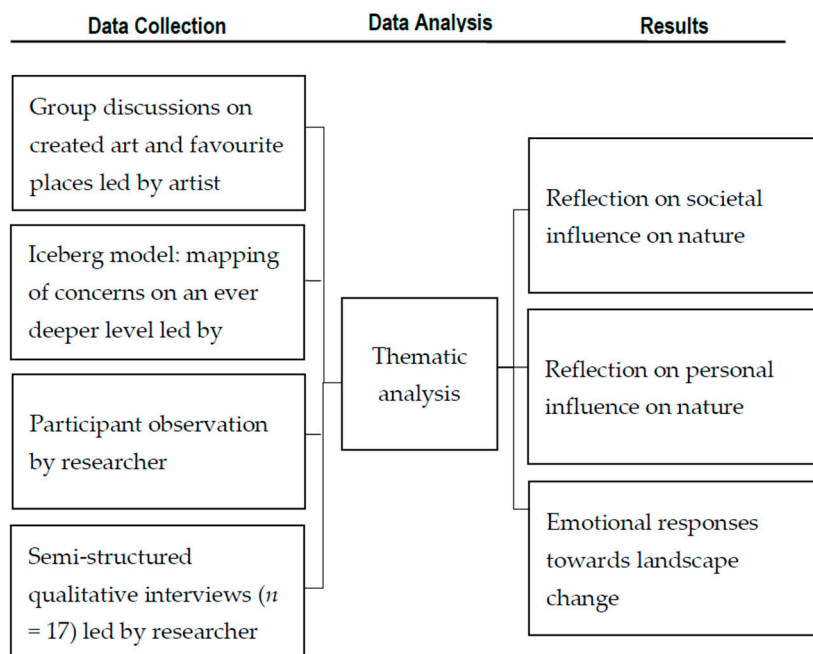 Data Collection
Data Analysis
Results
Group discussions on
created art and favourite
places led by artist
Iceberg model: mapping
of concerns on an ever
deeper level led by
Participant observation
by researcher
Semi-structured
qualitative interviews (n
= 17) led by researcher
Thematic
analysis
Reflection on societal
influence on nature
Reflection on personal
influence on nature
Emotional responses
towards landscape
change